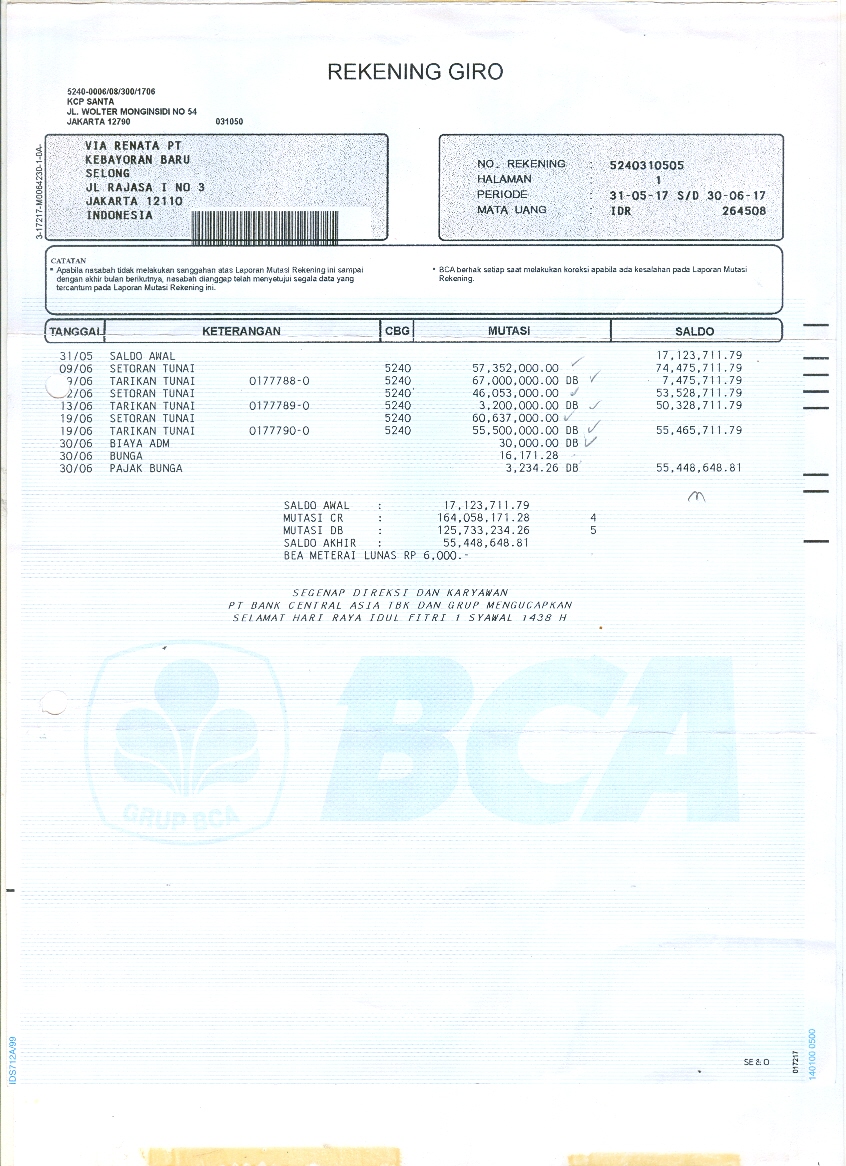 REKENING GIRO
5240-0006/08/300/1706
KCP SANTA
JL. WOLTER MONGINSIDI NO 54
JAKARTA 12790 031050
3-17217-M0064230-1-0A-
VIA RENATA PT
KEBAYORAN BARU
SELONG
JL RAJASA I NO 3
JAKARTA 12110
INDONESIA
NO. REKENING : 5240310505
HALAMAN : 1
PERIODE : 31-05-17 S/D 30-06-17
MATA UANG : IDR 264508
CATATAN
• Apabila nasabah tidak melakukan sanggahan atas Laporan Mutasi Rekening ini sampai
dengan akhir bulan berikutnya, nasabah dianggap telah menyetujui segala data yang
tercantum pada Laporan Mutasi Rekening ini.
• BCA berhak setiap saat melakukan koreksi apabila ada kesalahan pada Laporan Mutasi
Rekening.
TANGGAL KETERANGAN CBG MUTASI SALDO
31/05 SALDO AWAL 17,123,711.79
09/06 SETORAN TUNAI 5240 57,352,000.00 74,475,711.79
9/06 TARIKAN TUNAI 0177788-0 5240 67,000,000.00 DB 7,475,711.79
2/06 SETORAN TUNAI 5240 46,053,000.00 53,528,711.79
13/06 TARIKAN TUNAI 0177789-0 5240 3,200,000.00 DB 50,328,711.79
19/06 SETORAN TUNAI 5240 60,637,000.00
19/06 TARIKAN TUNAI 0177790-0 5240 55,500,000.00 DB 55,465,711.79
30/06 BIAYA ADM 30,000.00 DB
30/06 BUNGA 16,171.28
30/06 PAJAK BUNGA 3,234.26 DB 55,448,648.81
SALDO AWAL : 17,123,711.79
MUTASI CR : 164,058,171.28 4
MUTASI DB : 125,733,234.26 5
SALDO AKHIR : 55,448,648.81
BEA METERAI LUNAS RP 6,000.-
SEGENAP DIREKSI DAN KARYAWAN
PT BANK CENTRAL ASIA TBK DAN GRUP MENGUCAPKAN
SELAMAT HARI RAYA IDUL FITRI 1 SYAWAL 1438 H
GRUP BCA
BCA
SE & O
IDS712A/99
017217
140100 0500